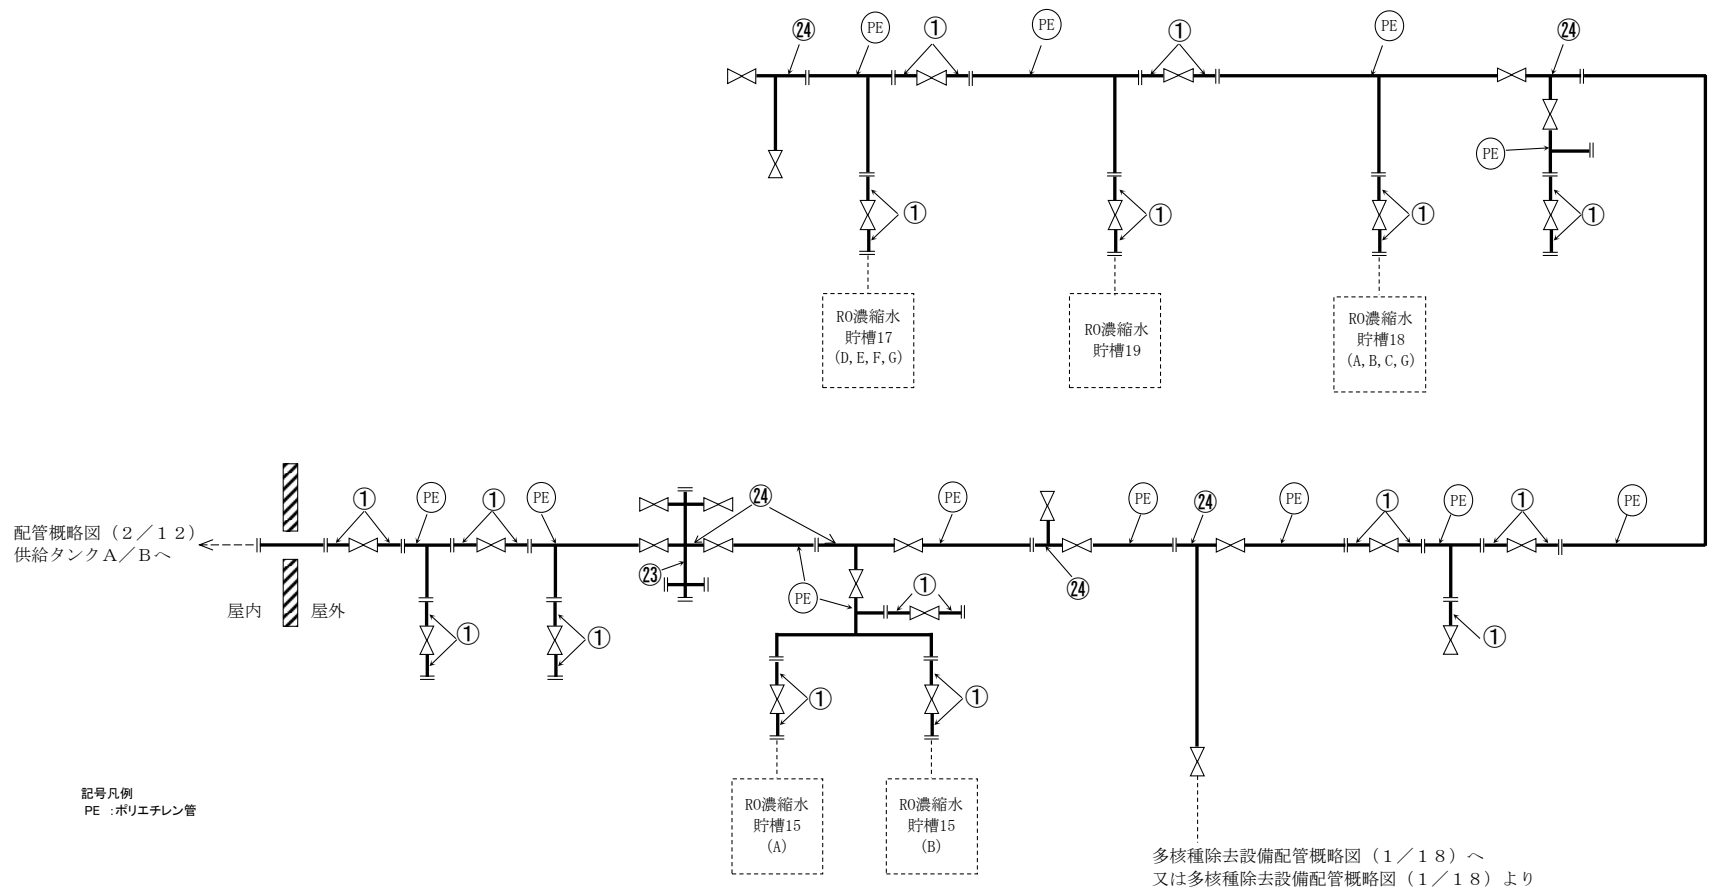 ㉔ PE ① PE ① PE ㉔
PE
① ① ① ①
RO濃縮水
貯槽17
(D,E,F,G)
RO濃縮水
貯槽19
RO濃縮水
貯槽18
(A,B,C,G)
① PE ① PE ㉔ PE PE ㉔ PE ① PE ① PE
配管概略図（２／１２）
供給タンクＡ／Ｂへ
屋内 屋外
㉓ PE ① ㉔
① ① ①
① ①
RO濃縮水
貯槽15
(A)
RO濃縮水
貯槽15
(B)
記号凡例
PE ：ポリエチレン管
多核種除去設備配管概略図（１／１８）へ
又は多核種除去設備配管概略図（１／１８）より